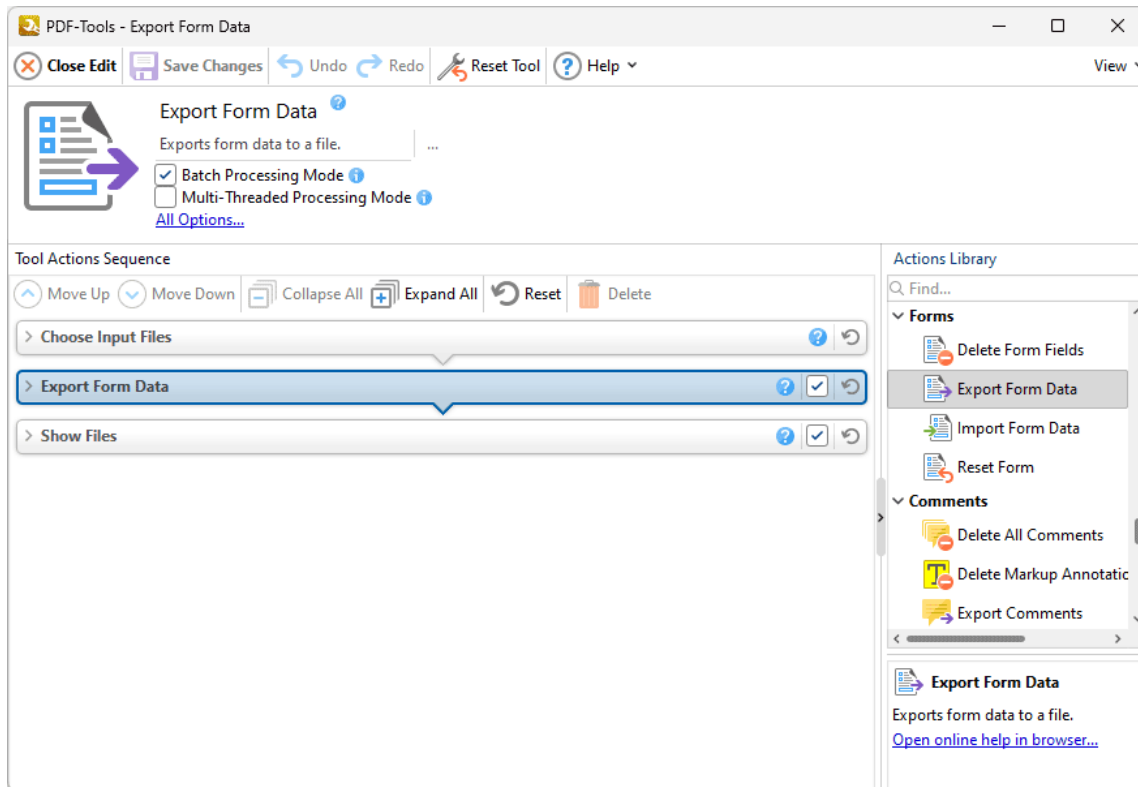 PDF-Tools - Export Form Data
Close Edit Save Changes Undo Redo Reset Tool Help View
Export Form Data
Exports form data to a file. ...
Batch Processing Mode
Multi-Threaded Processing Mode
All Options...
Tool Actions Sequence
Move Up Move Down Collapse All Expand All Reset Delete
Choose Input Files
Export Form Data
Show Files
Actions Library
Find...
Forms
Delete Form Fields
Export Form Data
Import Form Data
Reset Form
Comments
Delete All Comments
Delete Markup Annotatic
Export Comments
Export Form Data
Exports form data to a file.
Open online help in browser...